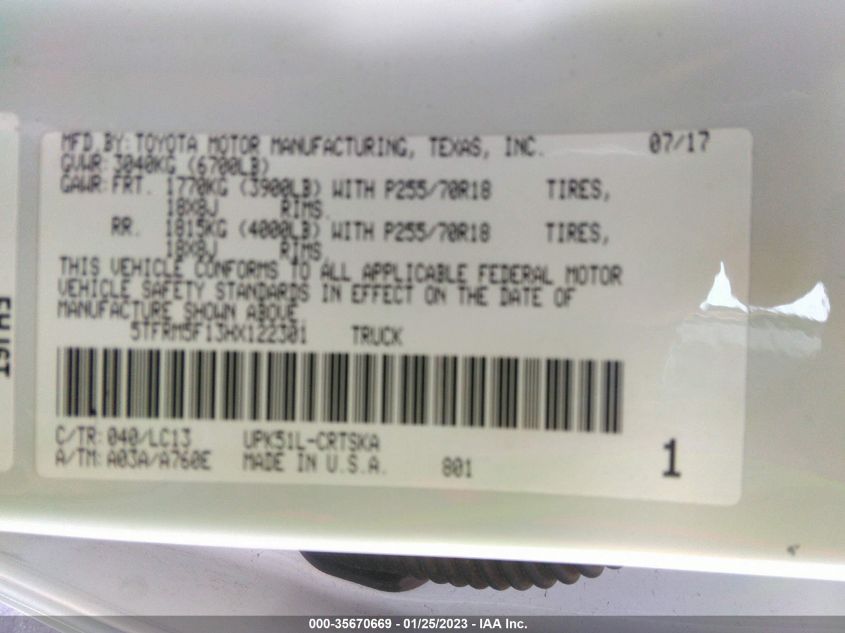 MFD.BY: TOYOTA MOTOR MANUFACTURING, TEXAS, INC. 07/17
GVWR: 3040KG (6700LB)
GAWR: FRT. 1770KG (3900LB) WITH P255/70R18 TIRES,
18X8J RIMS.
RR. 1815KG (4000LB) WITH P255/70R18 TIRES,
18X8J RIMS.
THIS VEHICLE CONFORMS TO ALL APPLICABLE FEDERAL MOTOR
VEHICLE SAFETY STANDARDS IN EFFECT ON THE DATE OF
MANUFACTURE SHOWN ABOVE.
5TFRM5F13HX122301 TRUCK
C/TR: 040/LC13 UPK51L-CRTSKA
A/TM: A03A/A760E MADE IN U.S.A. 801 1
000-35670669 - 01/25/2023 - IAA Inc.